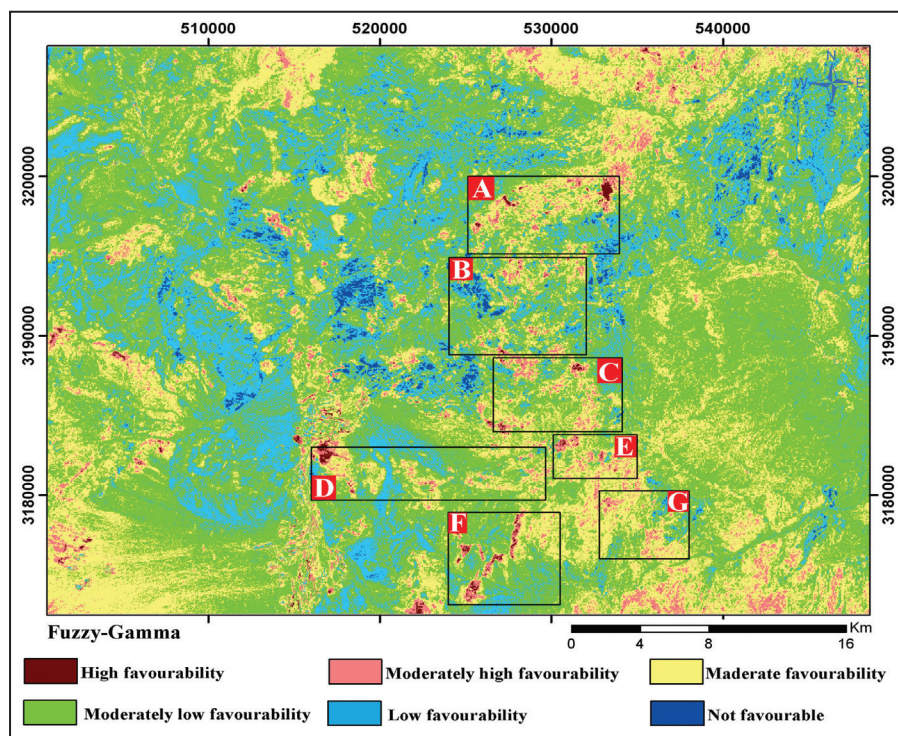 510000 520000 530000 540000
N
W E
S
3200000 3200000
A
B
3190000 3190000
C
E
D
3180000 3180000
G
F
Fuzzy-Gamma
Km
0 4 8 16
High favourability Moderately high favourability Maderate favourability
Moderately low favourability Low favourability Not favourable